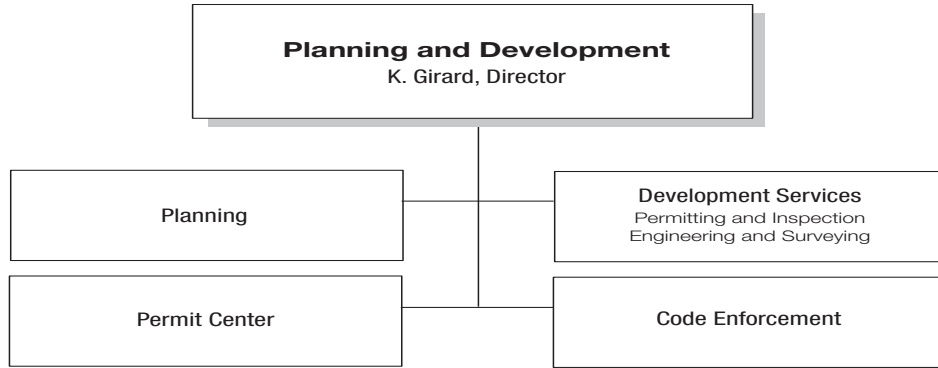 Planning and Development
K. Girard, Director
Planning
Development Services
Permitting and Inspection
Engineering and Surveying
Permit Center
Code Enforcement